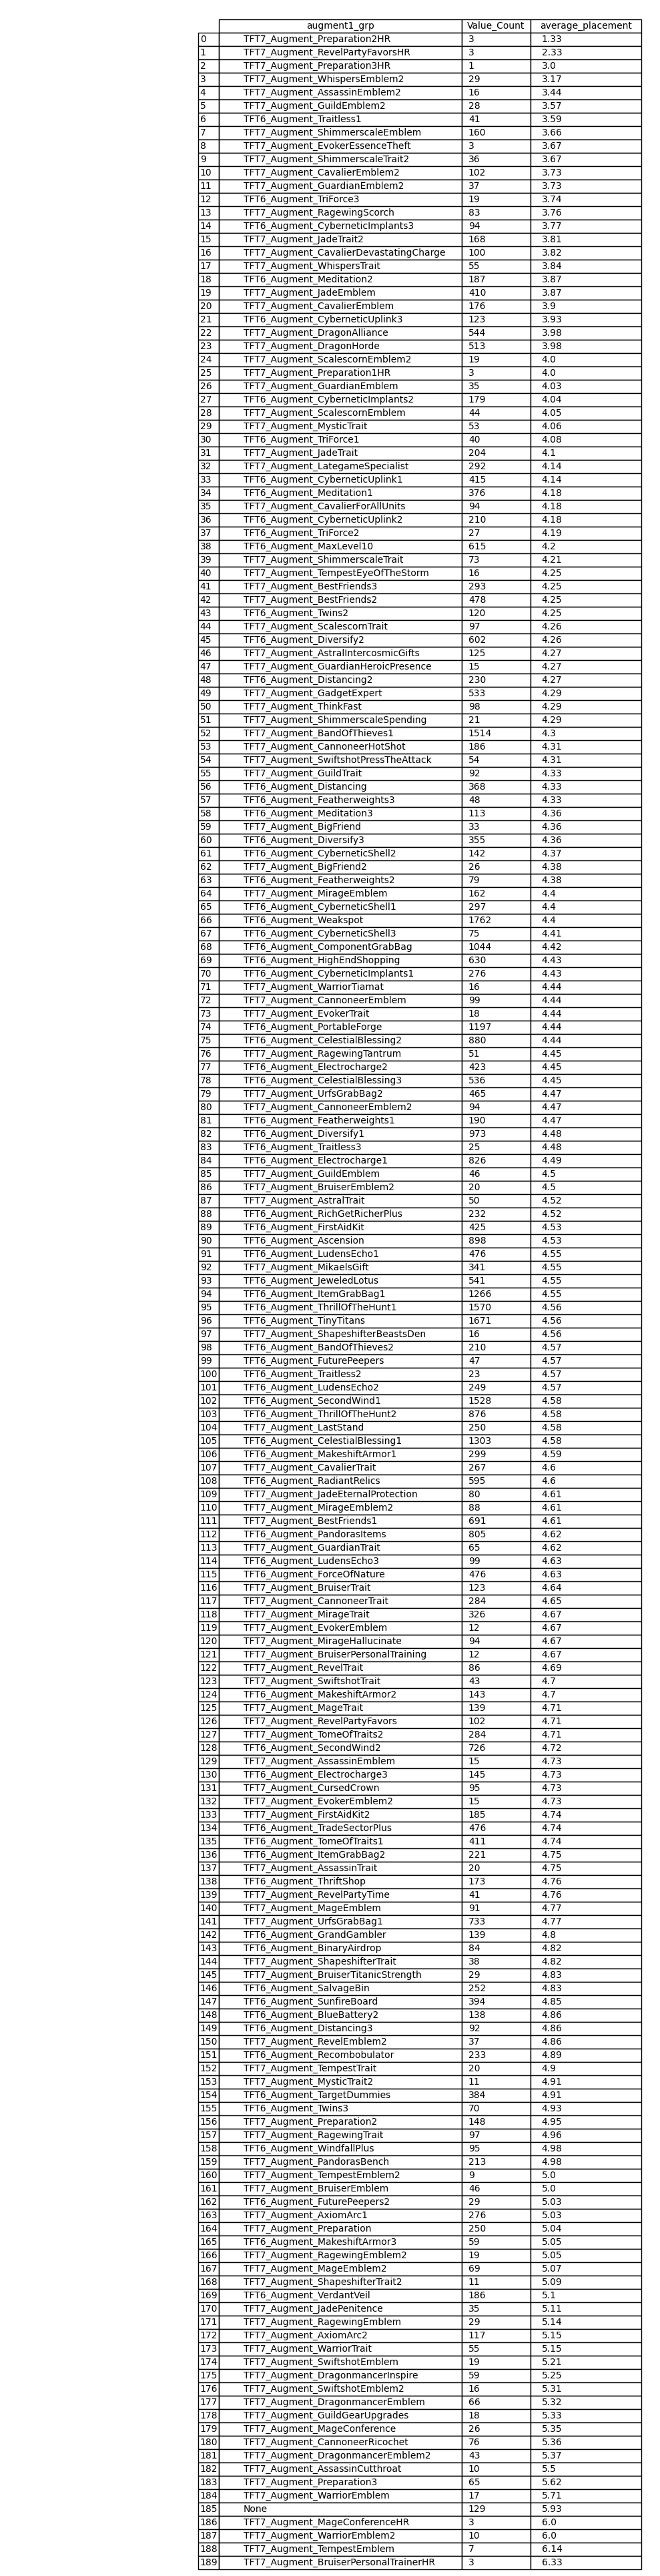 augment1_grp Value_Count average_placement
0 TFT7_Augment_Preparation2HR 3 1.33
1 TFT7_Augment_RevelPartyFavorsHR 3 2.33
2 TFT7_Augment_Preparation3HR 1 3.0
3 TFT7_Augment_WhispersEmblem2 29 3.17
4 TFT7_Augment_AssassinEmblem2 16 3.44
5 TFT7_Augment_GuildEmblem2 28 3.57
6 TFT6_Augment_Traitless1 41 3.59
7 TFT7_Augment_ShimmerscaleEmblem 160 3.66
8 TFT7_Augment_EvokerEssenceTheft 3 3.67
9 TFT7_Augment_ShimmerscaleTrait2 36 3.67
10 TFT7_Augment_CavalierEmblem2 102 3.73
11 TFT7_Augment_GuardianEmblem2 37 3.73
12 TFT6_Augment_TriForce3 19 3.74
13 TFT7_Augment_RagewingScorch 83 3.76
14 TFT6_Augment_CyberneticImplants3 94 3.77
15 TFT7_Augment_JadeTrait2 168 3.81
16 TFT7_Augment_CavalierDevastatingCharge 100 3.82
17 TFT7_Augment_WhispersTrait 55 3.84
18 TFT6_Augment_Meditation2 187 3.87
19 TFT7_Augment_JadeEmblem 410 3.87
20 TFT7_Augment_CavalierEmblem 176 3.9
21 TFT6_Augment_CyberneticUplink3 123 3.93
22 TFT7_Augment_DragonAlliance 544 3.98
23 TFT7_Augment_DragonHorde 513 3.98
24 TFT7_Augment_ScalescornEmblem2 19 4.0
25 TFT7_Augment_Preparation1HR 3 4.0
26 TFT7_Augment_GuardianEmblem 35 4.03
27 TFT6_Augment_CyberneticImplants2 179 4.04
28 TFT7_Augment_ScalescornEmblem 44 4.05
29 TFT7_Augment_MysticTrait 53 4.06
30 TFT6_Augment_TriForce1 40 4.08
31 TFT7_Augment_JadeTrait 204 4.1
32 TFT7_Augment_LategameSpecialist 292 4.14
33 TFT6_Augment_CyberneticUplink1 415 4.14
34 TFT6_Augment_Meditation1 376 4.18
35 TFT7_Augment_CavalierForAllUnits 94 4.18
36 TFT6_Augment_CyberneticUplink2 210 4.18
37 TFT6_Augment_TriForce2 27 4.19
38 TFT6_Augment_MaxLevel10 615 4.2
39 TFT7_Augment_ShimmerscaleTrait 73 4.21
40 TFT7_Augment_TempestEyeOfTheStorm 16 4.25
41 TFT7_Augment_BestFriends3 293 4.25
42 TFT7_Augment_BestFriends2 478 4.25
43 TFT6_Augment_Twins2 120 4.25
44 TFT7_Augment_ScalescornTrait 97 4.26
45 TFT6_Augment_Diversify2 602 4.26
46 TFT7_Augment_AstralIntercosmicGifts 125 4.27
47 TFT7_Augment_GuardianHeroicPresence 15 4.27
48 TFT6_Augment_Distancing2 230 4.27
49 TFT7_Augment_GadgetExpert 533 4.29
50 TFT7_Augment_ThinkFast 98 4.29
51 TFT7_Augment_ShimmerscaleSpending 21 4.29
52 TFT7_Augment_BandOfThieves1 1514 4.3
53 TFT7_Augment_CannoneerHotShot 186 4.31
54 TFT7_Augment_SwiftshotPressTheAttack 54 4.31
55 TFT7_Augment_GuildTrait 92 4.33
56 TFT6_Augment_Distancing 368 4.33
57 TFT6_Augment_Featherweights3 48 4.33
58 TFT7_Augment_Meditation3 113 4.36
59 TFT7_Augment_BigFriend 33 4.36
60 TFT6_Augment_Diversify3 355 4.36
61 TFT6_Augment_CyberneticShell2 142 4.37
62 TFT7_Augment_BigFriend2 26 4.38
63 TFT6_Augment_Featherweights2 79 4.38
64 TFT7_Augment_MirageEmblem 162 4.4
65 TFT6_Augment_CyberneticShell1 297 4.4
66 TFT6_Augment_Weakspot 1762 4.4
67 TFT6_Augment_CyberneticShell3 75 4.41
68 TFT6_Augment_ComponentGrabBag 1044 4.42
69 TFT6_Augment_HighEndShopping 630 4.43
70 TFT6_Augment_CyberneticImplants1 276 4.43
71 TFT7_Augment_WarriorTiamat 16 4.44
72 TFT7_Augment_CannoneerEmblem 99 4.44
73 TFT7_Augment_EvokerTrait 18 4.44
74 TFT6_Augment_PortableForge 1197 4.44
75 TFT6_Augment_CelestialBlessing2 880 4.44
76 TFT7_Augment_RagewingTantrum 51 4.45
77 TFT6_Augment_Electrocharge2 423 4.45
78 TFT6_Augment_CelestialBlessing3 536 4.45
79 TFT7_Augment_UrfsGrabBag2 465 4.47
80 TFT7_Augment_CannoneerEmblem2 94 4.47
81 TFT6_Augment_Featherweights1 190 4.47
82 TFT6_Augment_Diversify1 973 4.48
83 TFT6_Augment_Traitless3 25 4.48
84 TFT6_Augment_Electrocharge1 826 4.49
85 TFT7_Augment_GuildEmblem 46 4.5
86 TFT7_Augment_BruiserEmblem2 20 4.5
87 TFT7_Augment_AstralTrait 50 4.52
88 TFT6_Augment_RichGetRicherPlus 232 4.52
89 TFT6_Augment_FirstAidKit 425 4.53
90 TFT6_Augment_Ascension 898 4.53
91 TFT6_Augment_LudensEcho1 476 4.55
92 TFT7_Augment_MikaelsGift 341 4.55
93 TFT6_Augment_JeweledLotus 541 4.55
94 TFT6_Augment_ItemGrabBag1 1266 4.55
95 TFT6_Augment_ThrillOfTheHunt1 1570 4.56
96 TFT6_Augment_TinyTitans 1671 4.56
97 TFT7_Augment_ShapeshifterBeastsDen 16 4.56
98 TFT6_Augment_BandOfThieves2 210 4.57
99 TFT6_Augment_FuturePeepers 47 4.57
100 TFT6_Augment_Traitless2 23 4.57
101 TFT6_Augment_LudensEcho2 249 4.57
102 TFT6_Augment_SecondWind1 1528 4.58
103 TFT6_Augment_ThrillOfTheHunt2 876 4.58
104 TFT7_Augment_LastStand 250 4.58
105 TFT6_Augment_CelestialBlessing1 1303 4.58
106 TFT6_Augment_MakeshiftArmor1 299 4.59
107 TFT7_Augment_CavalierTrait 267 4.6
108 TFT6_Augment_RadiantRelics 595 4.6
109 TFT7_Augment_JadeEternalProtection 80 4.61
110 TFT7_Augment_MirageEmblem2 88 4.61
111 TFT7_Augment_BestFriends1 691 4.61
112 TFT6_Augment_PandorasItems 805 4.62
113 TFT7_Augment_GuardianTrait 65 4.62
114 TFT6_Augment_LudensEcho3 99 4.63
115 TFT6_Augment_ForceOfNature 476 4.63
116 TFT7_Augment_BruiserTrait 123 4.64
117 TFT7_Augment_CannoneerTrait 284 4.65
118 TFT7_Augment_MirageTrait 326 4.67
119 TFT7_Augment_EvokerEmblem 12 4.67
120 TFT7_Augment_MirageHallucinate 94 4.67
121 TFT7_Augment_BruiserPersonalTraining 12 4.67
122 TFT7_Augment_RevelTrait 86 4.69
123 TFT7_Augment_SwiftshotTrait 43 4.7
124 TFT6_Augment_MakeshiftArmor2 143 4.7
125 TFT7_Augment_MageTrait 139 4.71
126 TFT7_Augment_RevelPartyFavors 102 4.71
127 TFT7_Augment_TomeOfTraits2 284 4.71
128 TFT6_Augment_SecondWind2 726 4.72
129 TFT7_Augment_AssassinEmblem 15 4.73
130 TFT6_Augment_Electrocharge3 145 4.73
131 TFT7_Augment_CursedCrown 95 4.73
132 TFT7_Augment_EvokerEmblem2 15 4.73
133 TFT7_Augment_FirstAidKit2 185 4.74
134 TFT6_Augment_TradeSectorPlus 476 4.74
135 TFT6_Augment_TomeOfTraits1 411 4.74
136 TFT6_Augment_ItemGrabBag2 221 4.75
137 TFT7_Augment_AssassinTrait 20 4.75
138 TFT6_Augment_ThriftShop 173 4.76
139 TFT7_Augment_RevelPartyTime 41 4.76
140 TFT7_Augment_MageEmblem 91 4.77
141 TFT7_Augment_UrfsGrabBag1 733 4.77
142 TFT6_Augment_GrandGambler 139 4.8
143 TFT6_Augment_BinaryAirdrop 84 4.82
144 TFT7_Augment_ShapeshifterTrait 38 4.82
145 TFT7_Augment_BruiserTitanicStrength 29 4.83
146 TFT6_Augment_SalvageBin 252 4.83
147 TFT6_Augment_SunfireBoard 394 4.85
148 TFT6_Augment_BlueBattery2 138 4.86
149 TFT6_Augment_Distancing3 92 4.86
150 TFT7_Augment_RevelEmblem2 37 4.86
151 TFT6_Augment_Recombobulator 233 4.89
152 TFT7_Augment_TempestTrait 20 4.9
153 TFT7_Augment_MysticTrait2 11 4.91
154 TFT6_Augment_TargetDummies 384 4.91
155 TFT6_Augment_Twins3 70 4.93
156 TFT7_Augment_Preparation2 148 4.95
157 TFT7_Augment_RagewingTrait 97 4.96
158 TFT6_Augment_WindfallPlus 95 4.98
159 TFT7_Augment_PandorasBench 213 4.98
160 TFT7_Augment_TempestEmblem2 9 5.0
161 TFT7_Augment_BruiserEmblem 46 5.0
162 TFT6_Augment_FuturePeepers2 29 5.03
163 TFT7_Augment_AxiomArc1 276 5.03
164 TFT7_Augment_Preparation 250 5.04
165 TFT6_Augment_MakeshiftArmor3 59 5.05
166 TFT7_Augment_RagewingEmblem2 19 5.05
167 TFT7_Augment_MageEmblem2 69 5.07
168 TFT7_Augment_ShapeshifterTrait2 11 5.09
169 TFT6_Augment_VerdantVeil 186 5.1
170 TFT7_Augment_JadePenitence 35 5.11
171 TFT7_Augment_RagewingEmblem 29 5.14
172 TFT7_Augment_AxiomArc2 117 5.15
173 TFT7_Augment_WarriorTrait 55 5.15
174 TFT7_Augment_SwiftshotEmblem 19 5.21
175 TFT7_Augment_DragonmancerInspire 59 5.25
176 TFT7_Augment_SwiftshotEmblem2 16 5.31
177 TFT7_Augment_DragonmancerEmblem 66 5.32
178 TFT7_Augment_GuildGearUpgrades 18 5.33
179 TFT7_Augment_MageConference 26 5.35
180 TFT7_Augment_CannoneerRicochet 76 5.36
181 TFT7_Augment_DragonmancerEmblem2 43 5.37
182 TFT7_Augment_AssassinCutthroat 10 5.5
183 TFT7_Augment_Preparation3 65 5.62
184 TFT7_Augment_WarriorEmblem 17 5.71
185 None 129 5.93
186 TFT7_Augment_MageConferenceHR 3 6.0
187 TFT7_Augment_WarriorEmblem2 10 6.0
188 TFT7_Augment_TempestEmblem 7 6.14
189 TFT7_Augment_BruiserPersonalTrainerHR 3 6.33